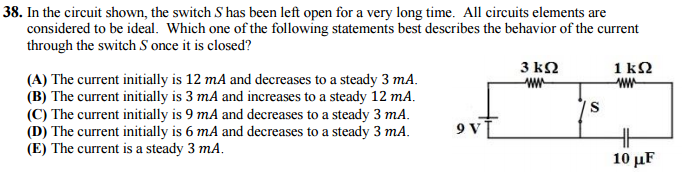 38. In the circuit shown, the switch S has been left open for a very long time. All circuits elements are
considered to be ideal. Which one of the following statements best describes the behavior of the current
through the switch S once it is closed?
(A) The current initially is 12 mA and decreases to a steady 3 mA.
(B) The current initially is 3 mA and increases to a steady 12 mA.
(C) The current initially is 9 mA and decreases to a steady 3 mA.
(D) The current initially is 6 mA and decreases to a steady 3 mA.
(E) The current is a steady 3 mA.
3 kΩ
1 kΩ
S
9 V
10 μF